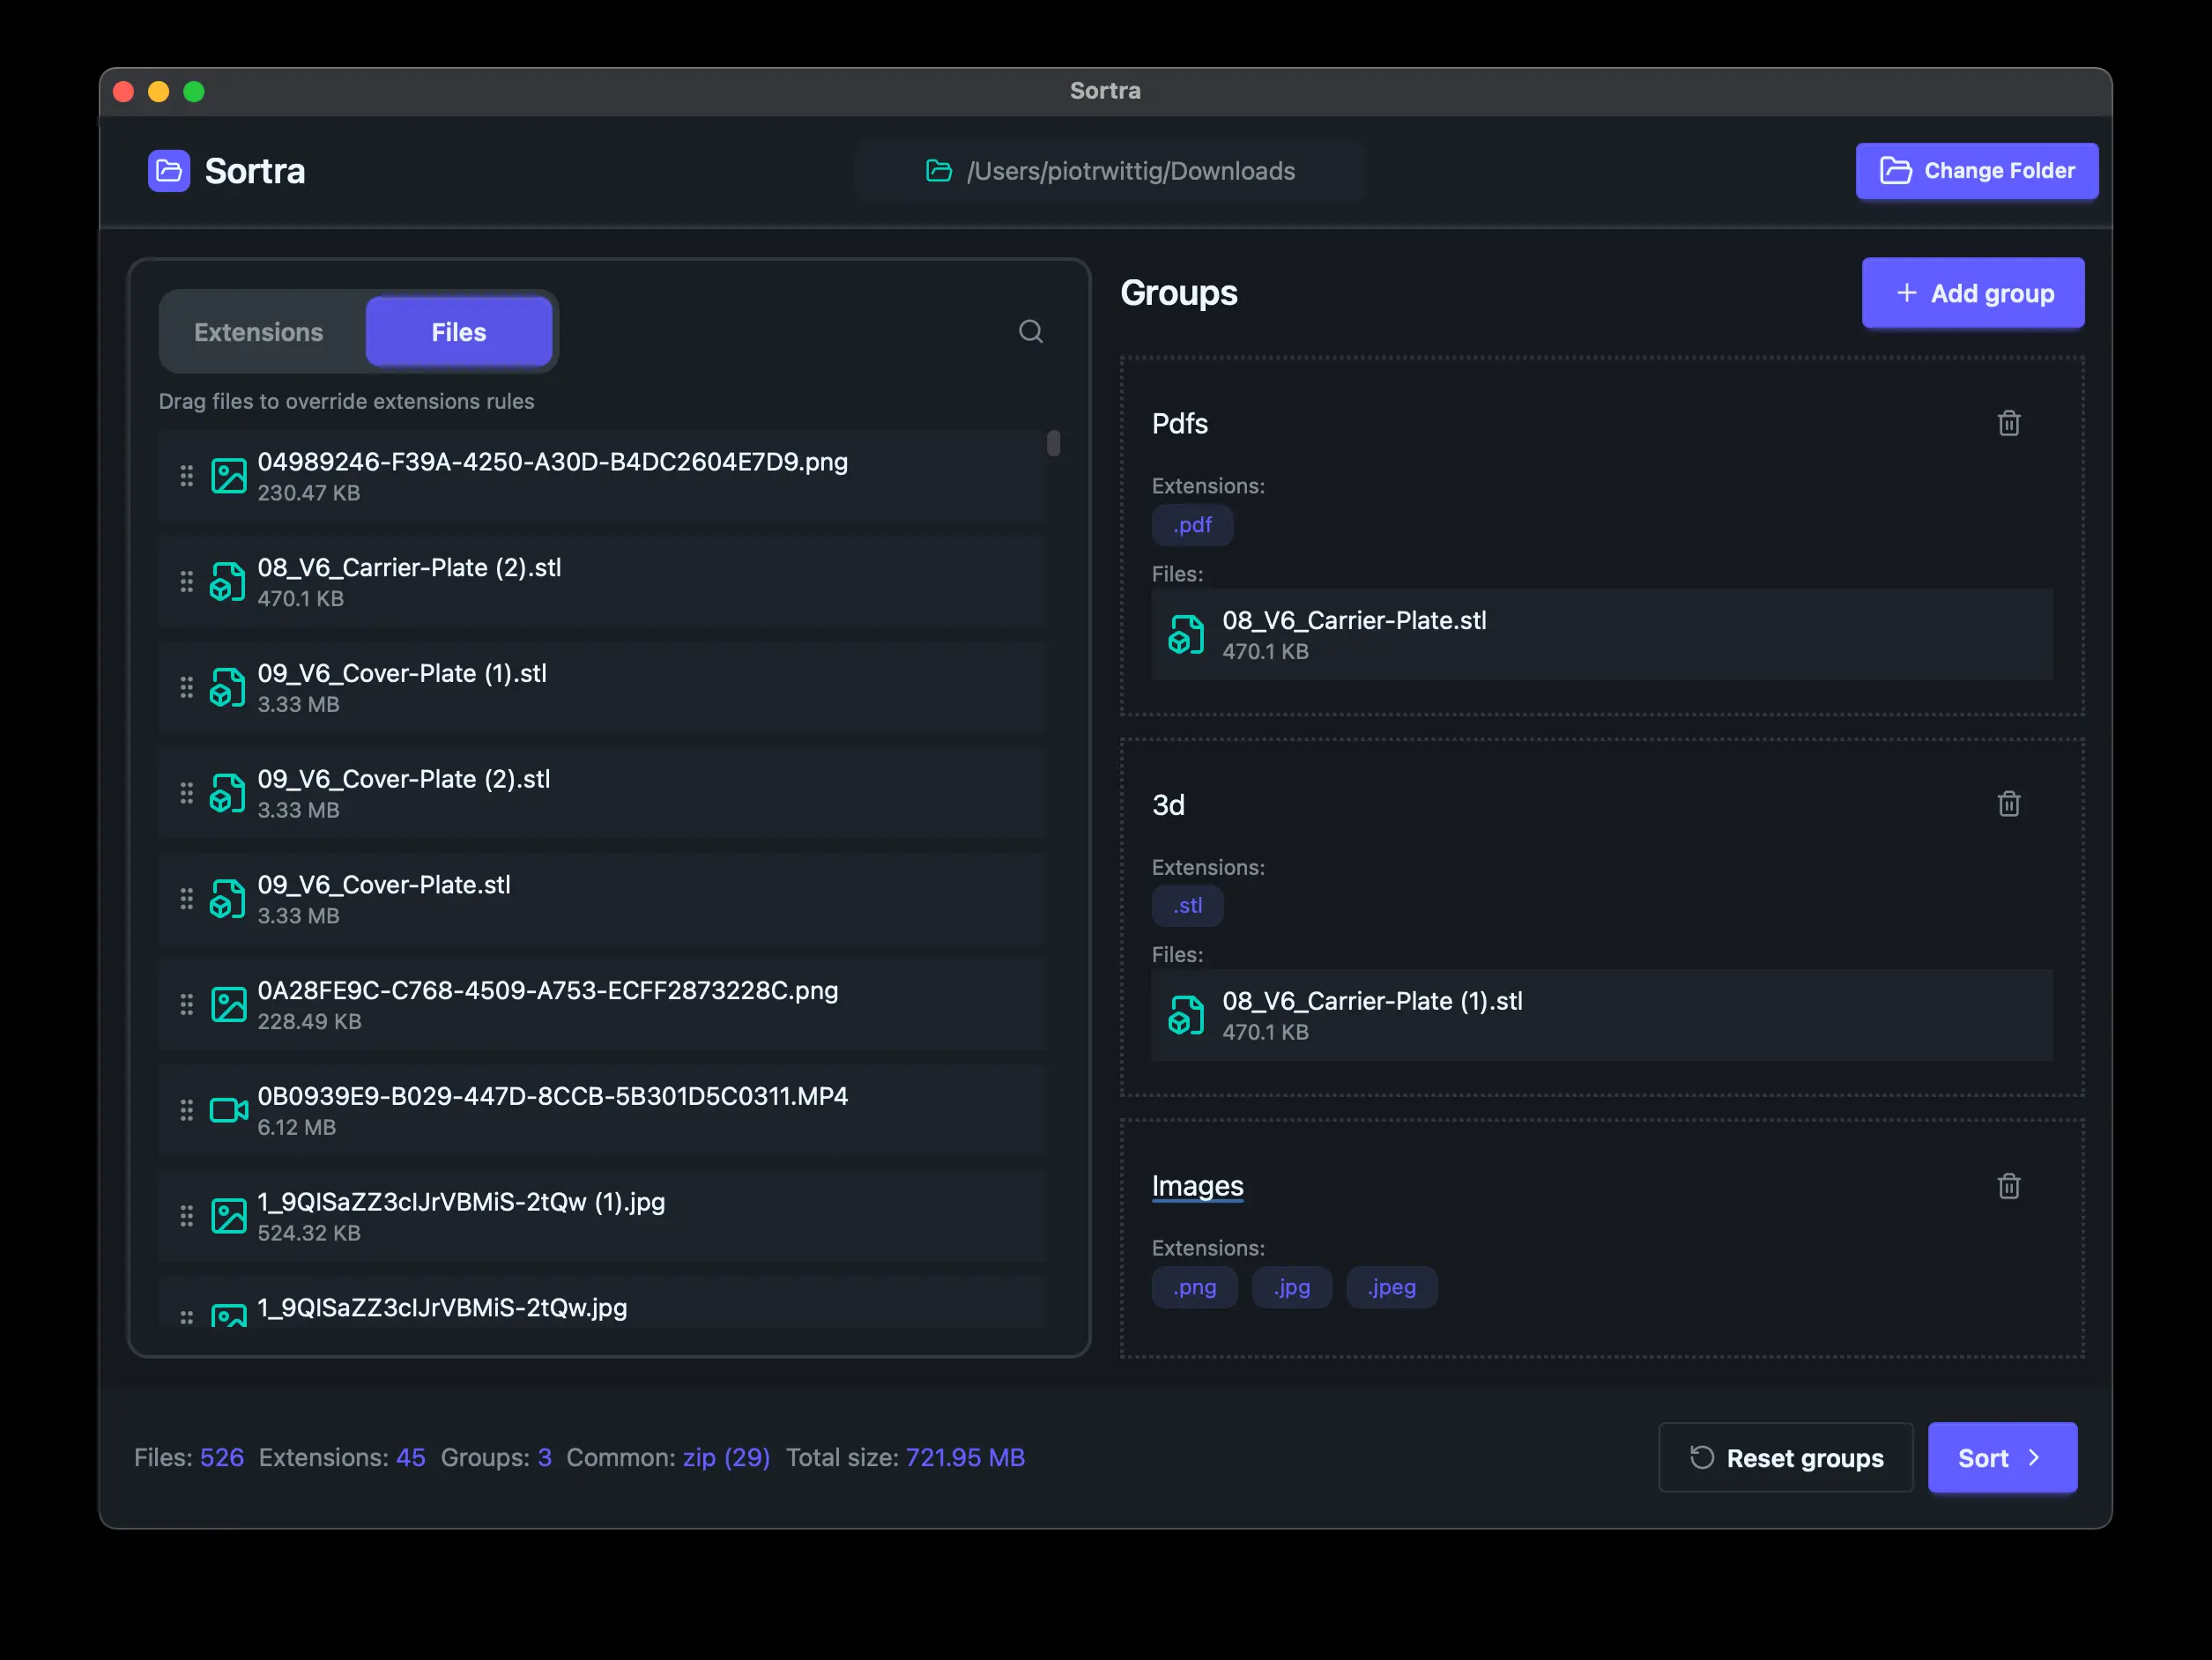 Sortra
Sortra
/Users/piotrwittig/Downloads
Change Folder
Extensions
Files
Drag files to override extensions rules
04989246-F39A-4250-A30D-B4DC2604E7D9.png
230.47 KB
08_V6_Carrier-Plate (2).stl
470.1 KB
09_V6_Cover-Plate (1).stl
3.33 MB
09_V6_Cover-Plate (2).stl
3.33 MB
09_V6_Cover-Plate.stl
3.33 MB
0A28FE9C-C768-4509-A753-ECFF2873228C.png
228.49 KB
0B0939E9-B029-447D-8CCB-5B301D5C0311.MP4
6.12 MB
1_9QISaZZ3cIJrVBMiS-2tQw (1).jpg
524.32 KB
1_9QISaZZ3cIJrVBMiS-2tQw.jpg
Groups
+ Add group
Pdfs
Extensions:
.pdf
Files:
08_V6_Carrier-Plate.stl
470.1 KB
3d
Extensions:
.stl
Files:
08_V6_Carrier-Plate (1).stl
470.1 KB
Images
Extensions:
.png .jpg .jpeg
Files: 526 Extensions: 45 Groups: 3 Common: zip (29) Total size: 721.95 MB
Reset groups
Sort